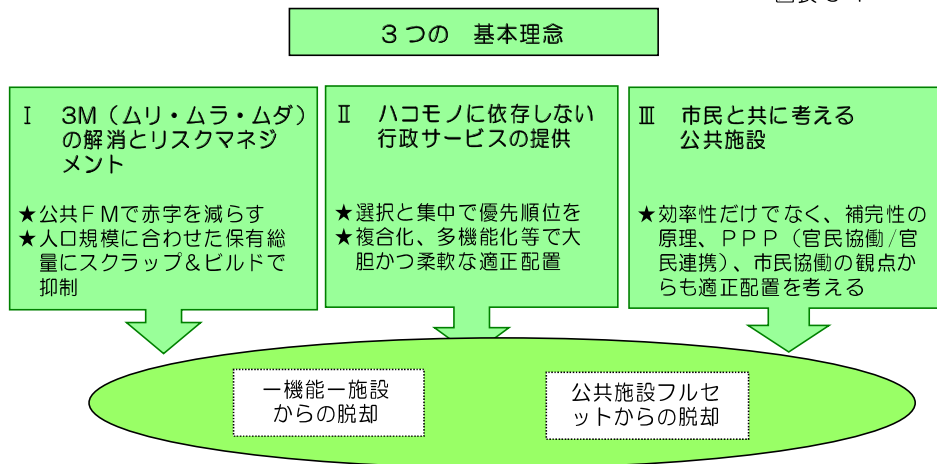 3つの 基本理念
Ⅰ 3M(ムリ・ムラ・ムダ)
の解消とリスクマネジ
メント
★公共FMで赤字を減らす
★人口規模に合わせた保有総
量にスクラップ&ビルドで
抑制
Ⅱ ハコモノに依存しない
行政サービスの提供
★選択と集中で優先順位を
★複合化、多機能化等で大
胆かつ柔軟な適正配置
Ⅲ 市民と共に考える
公共施設
★効率性だけでなく、補完性の
原理、PPP(官民協働/官
民連携)、市民協働の観点か
らも適正配置を考える
一機能一施設
からの脱却
公共施設フルセ
ットからの脱却